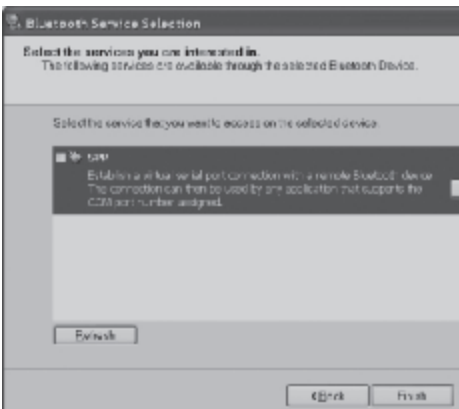 Bluetooth Service Selection
Select the services you are interested in.
The following services are available through the selected Bluetooth Device.
Select the service that you want to access on the selected device.
SPP
Establish a virtual serial port connection with a remote Bluetooth device
The connection can then be used by any application that supports the
COM port number assigned.
Refresh
<Back
Finish